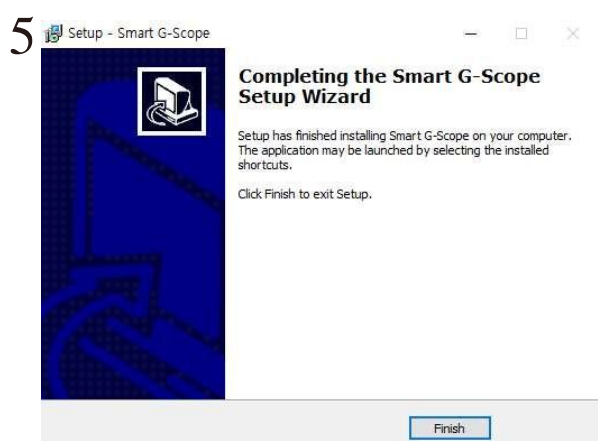 5
Setup - Smart G-Scope
Completing the Smart G-Scope
Setup Wizard
Setup has finished installing Smart G-Scope on your computer.
The application may be launched by selecting the installed
shortcuts.
Click Finish to exit Setup.
Finish